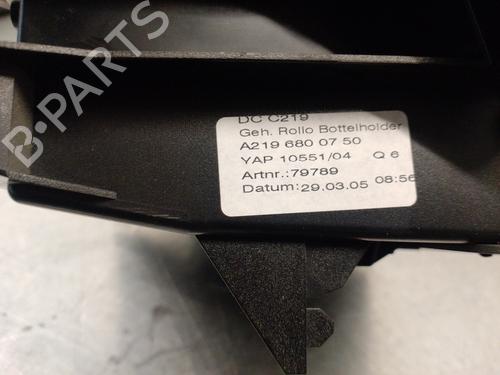 DC C219
Geh. Rollo Bottelholder
A219 680 07 50
YAP 10551/04 Q 6
Artnr.:79789
Datum:29.03.05 08:56
B-PARTS